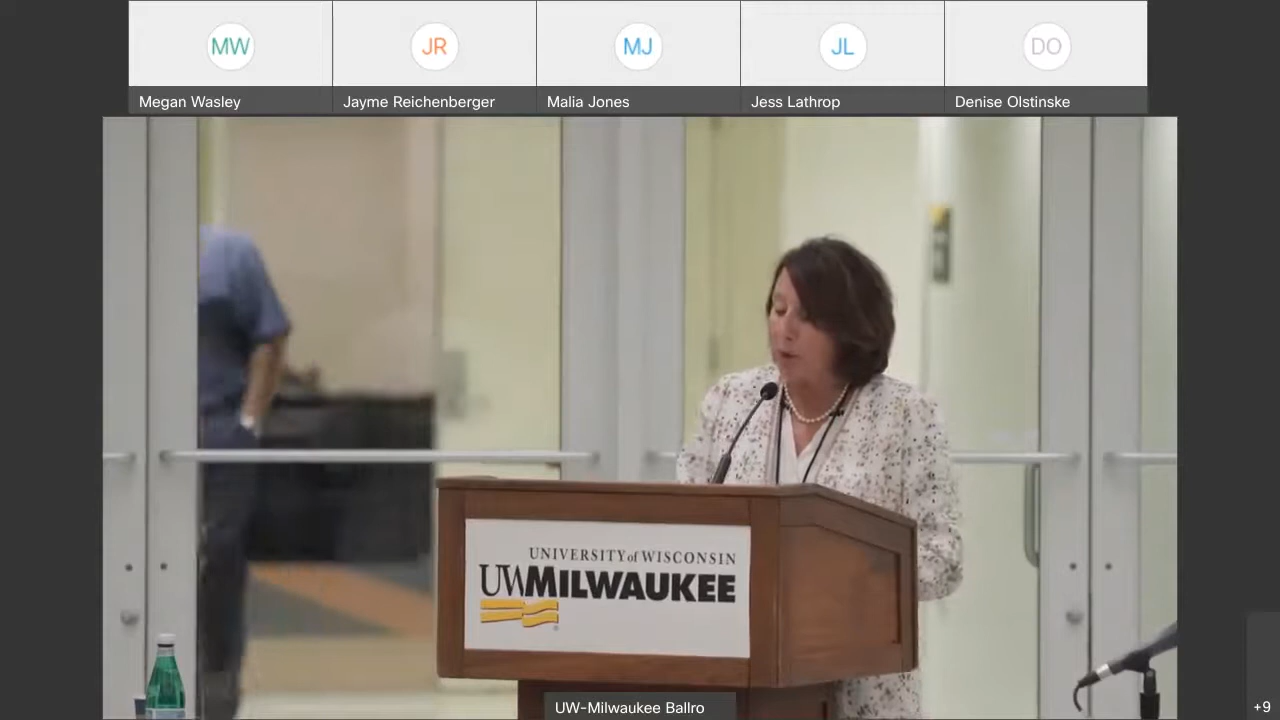 MW
JR
MJ
JL
DO
Megan Wasley
Jayme Reichenberger
Malia Jones
Jess Lathrop
Denise Olstinske
UNIVERSITY of WISCONSIN
UWMILWAUKEE
UW-Milwaukee Ballro
+9